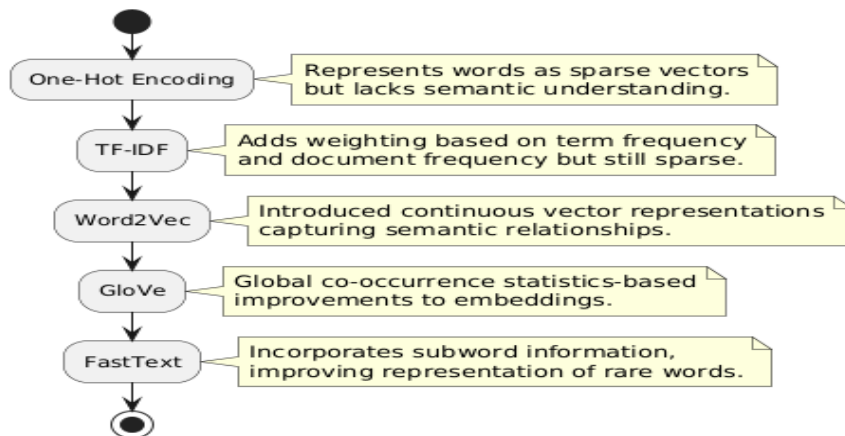 One-Hot Encoding
Represents words as sparse vectors
but lacks semantic understanding.
TF-IDF
Adds weighting based on term frequency
and document frequency but still sparse.
Word2Vec
Introduced continuous vector representations
capturing semantic relationships.
GloVe
Global co-occurrence statistics-based
improvements to embeddings.
FastText
Incorporates subword information,
improving representation of rare words.